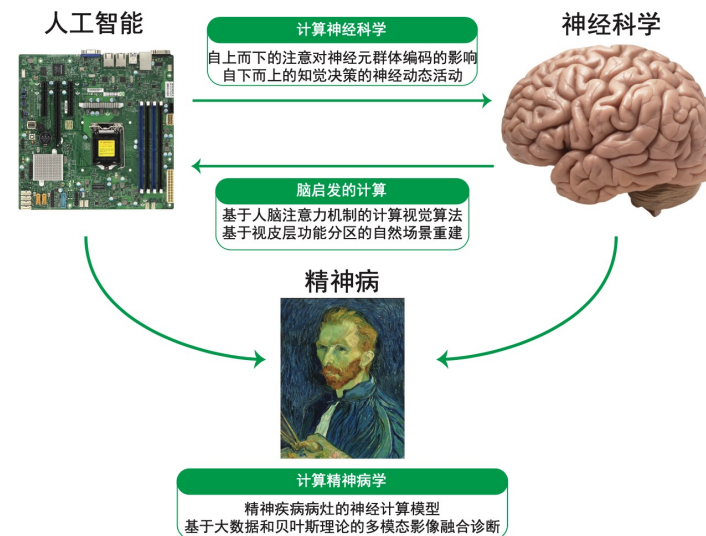 人工智能
神经科学
计算神经科学
自上而下的注意对神经元群体编码的影响
自下而上的知觉决策的神经动态活动
脑启发的计算
基于人脑注意力机制的计算视觉算法
基于视皮层功能分区的自然场景重建
精神病
计算精神病学
精神疾病病灶的神经计算模型
基于大数据和贝叶斯理论的多模态影像融合诊断